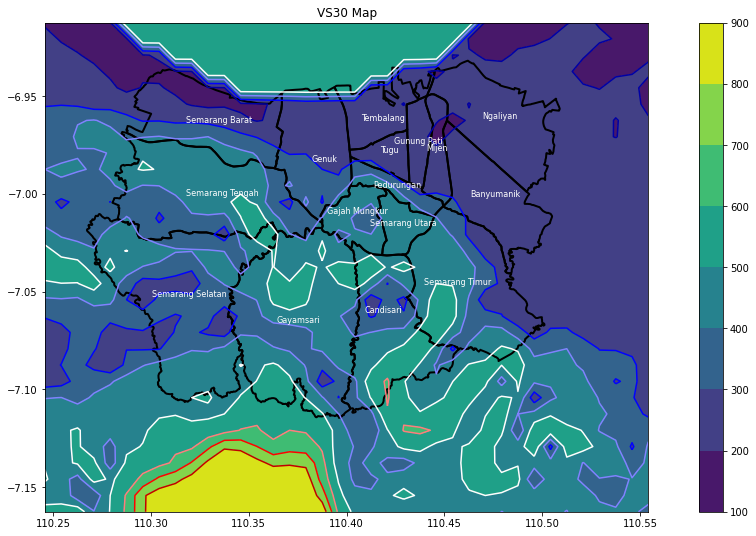 VS30 Map
900
−6.95
Semarang Barat
Tembalang
Ngaliyan
800
Gunung Pati
Tugu
Mijen
Genuk
700
−7.00
Semarang Tengah
Pedurungan
Banyumanik
Gajah Mungkur
Semarang Utara
600
500
−7.05
Semarang Selatan
Semarang Timur
Candisari
Gayamsari
400
300
−7.10
200
−7.15
100
110.25
110.30
110.35
110.40
110.45
110.50
110.55